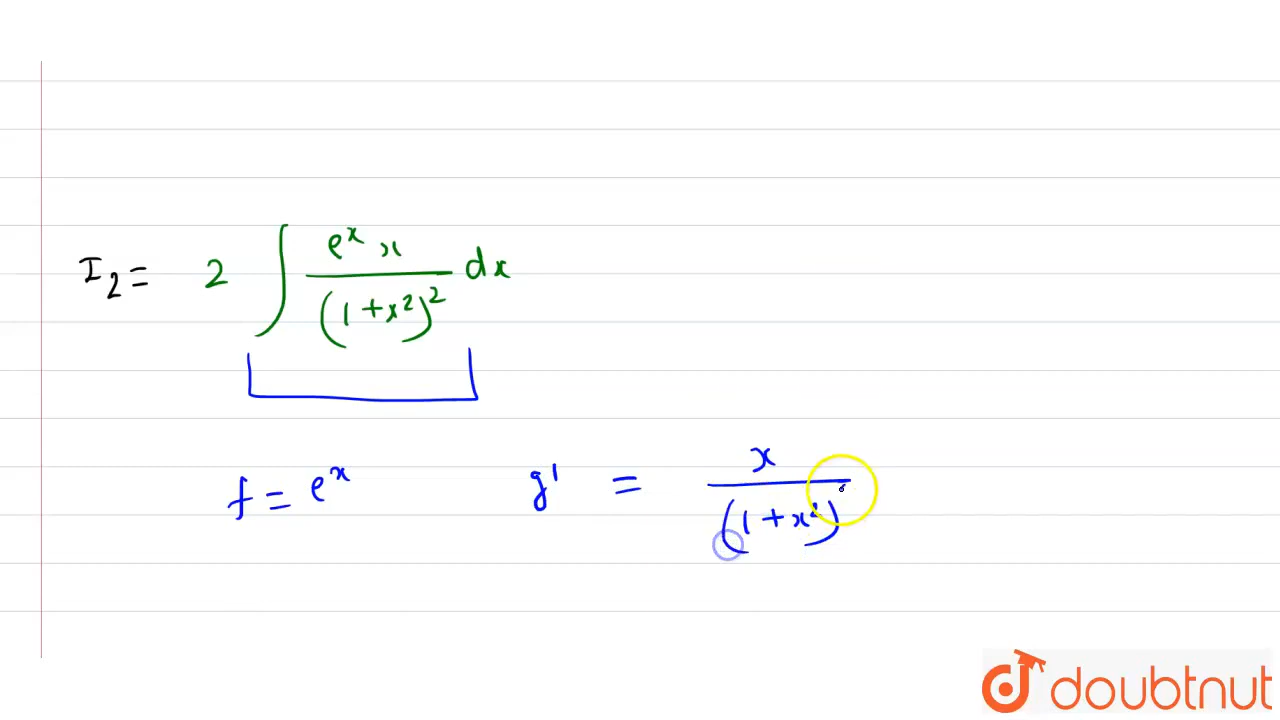 I₂ = 2 ∫ eˣ x / (1 + x²)² dx
f = eˣ g' = x / (1 + x²)
doubtnut